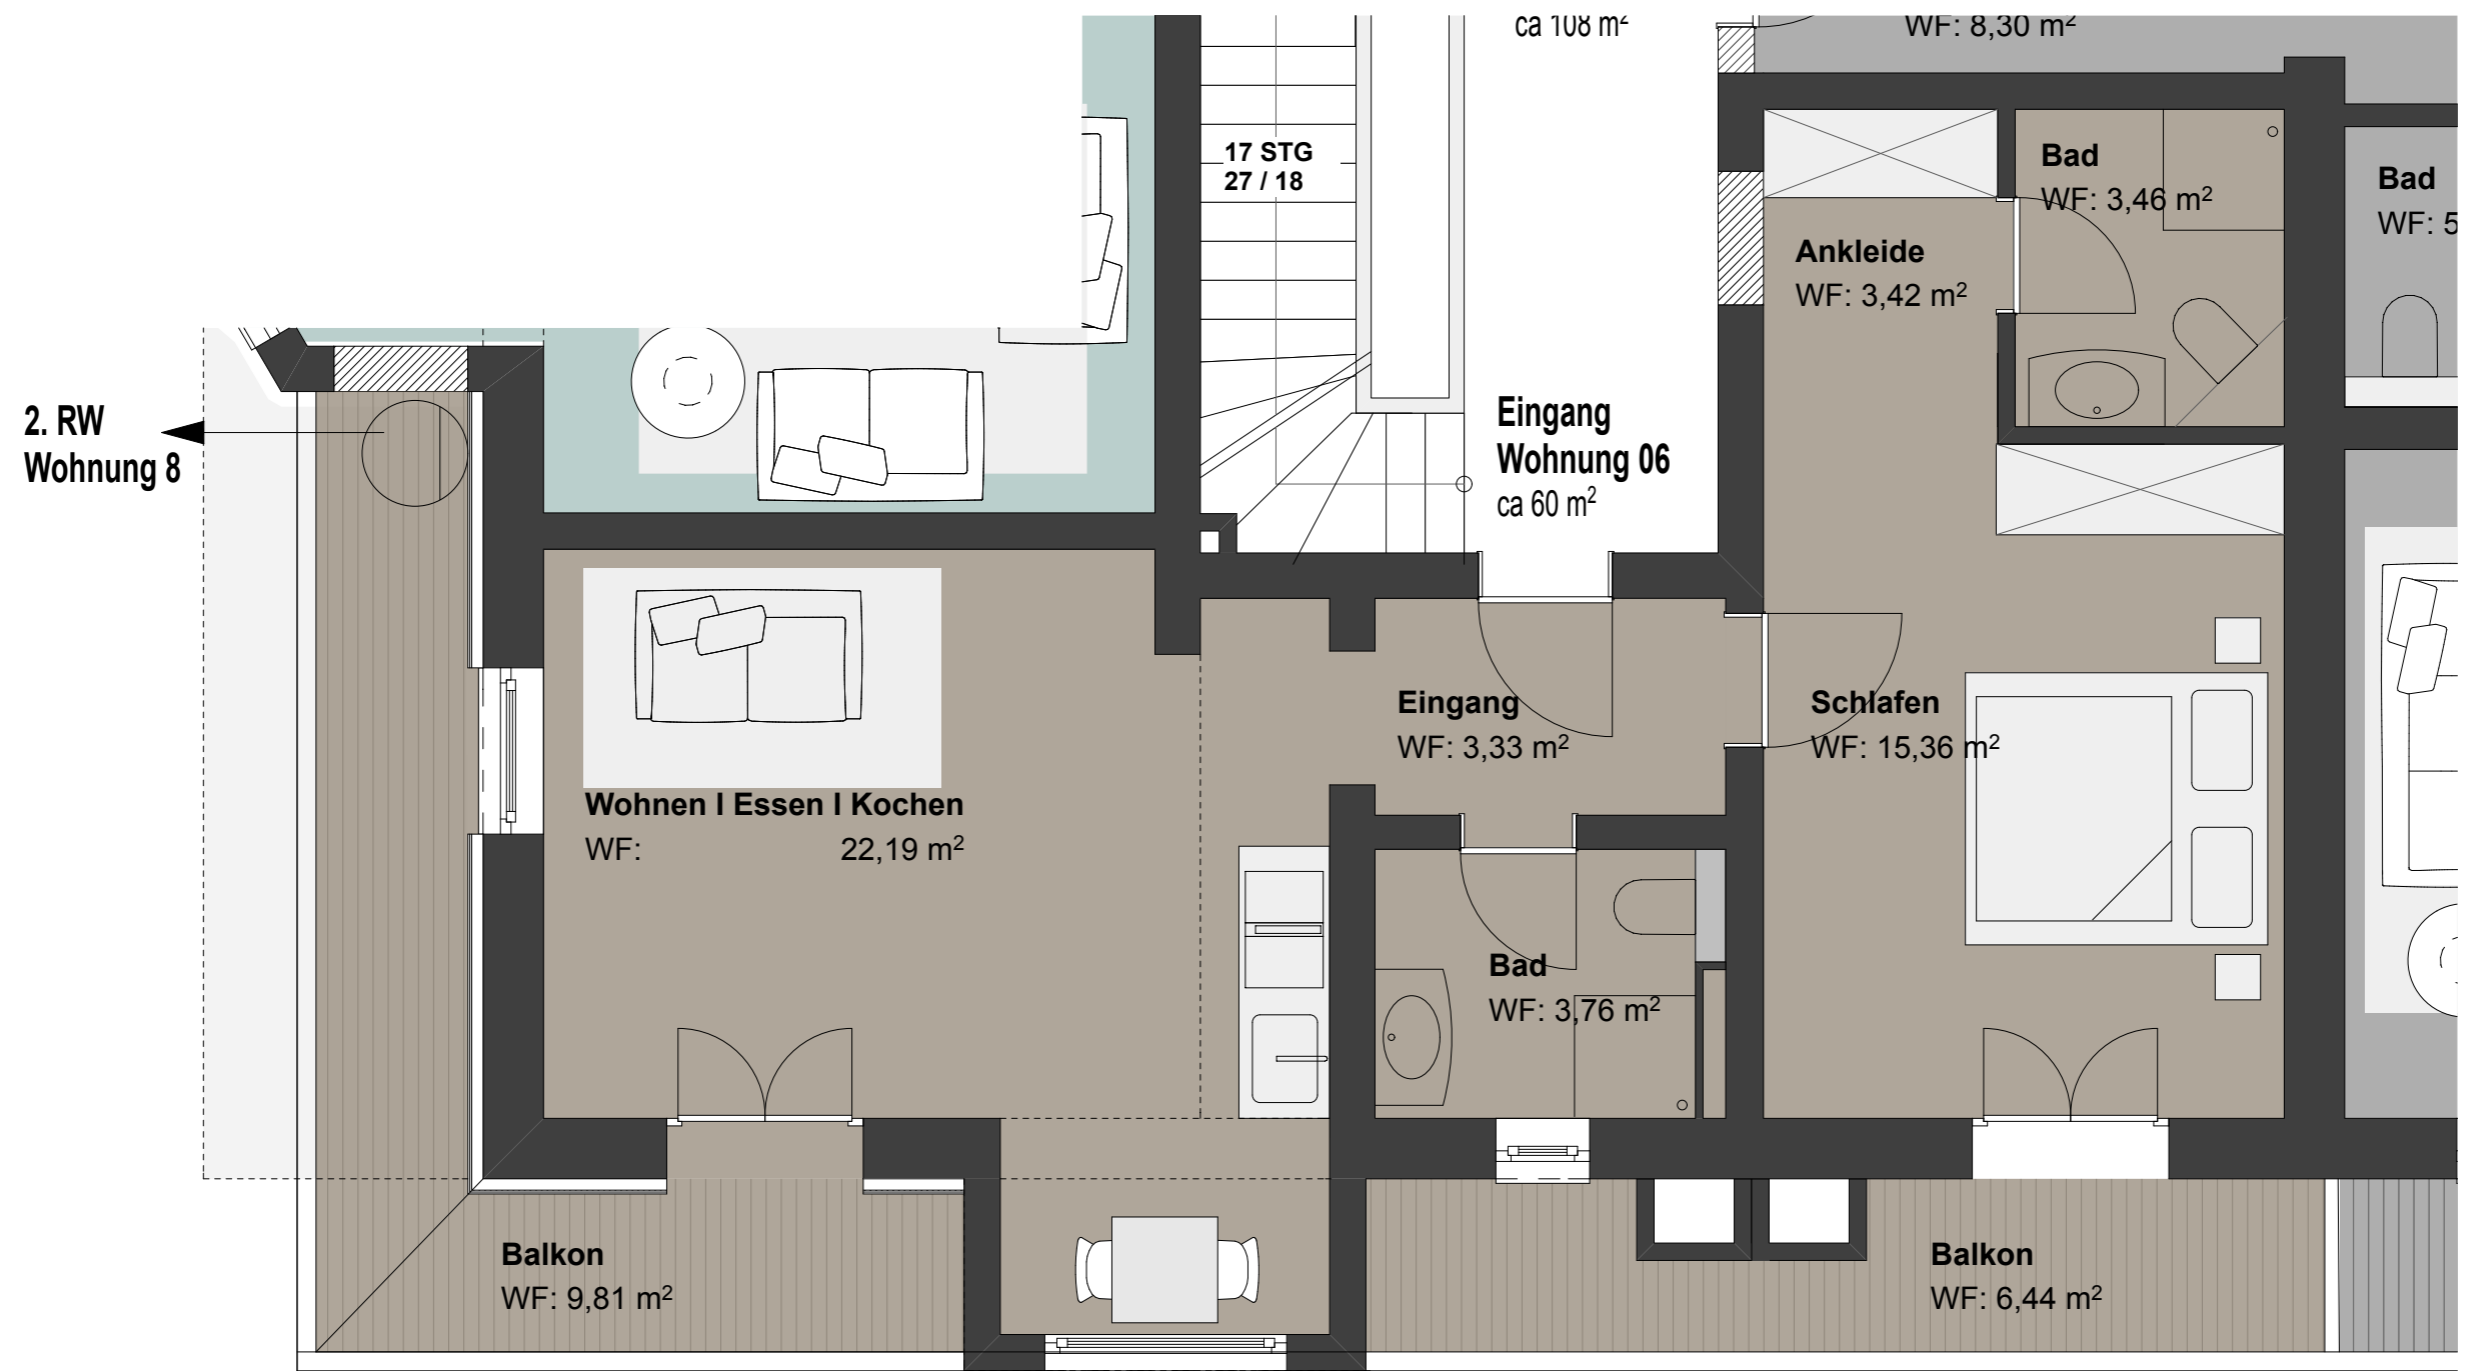 ca 108 m²
WF: 8,30 m²
17 STG
27 / 18
Bad
WF: 3,46 m²
Bad
WF: 5
Ankleide
WF: 3,42 m²
2. RW
Wohnung 8
Eingang
Wohnung 06
ca 60 m²
Eingang
WF: 3,33 m²
Schlafen
WF: 15,36 m²
Wohnen I Essen I Kochen
WF: 22,19 m²
Bad
WF: 3,76 m²
Balkon
WF: 9,81 m²
Balkon
WF: 6,44 m²